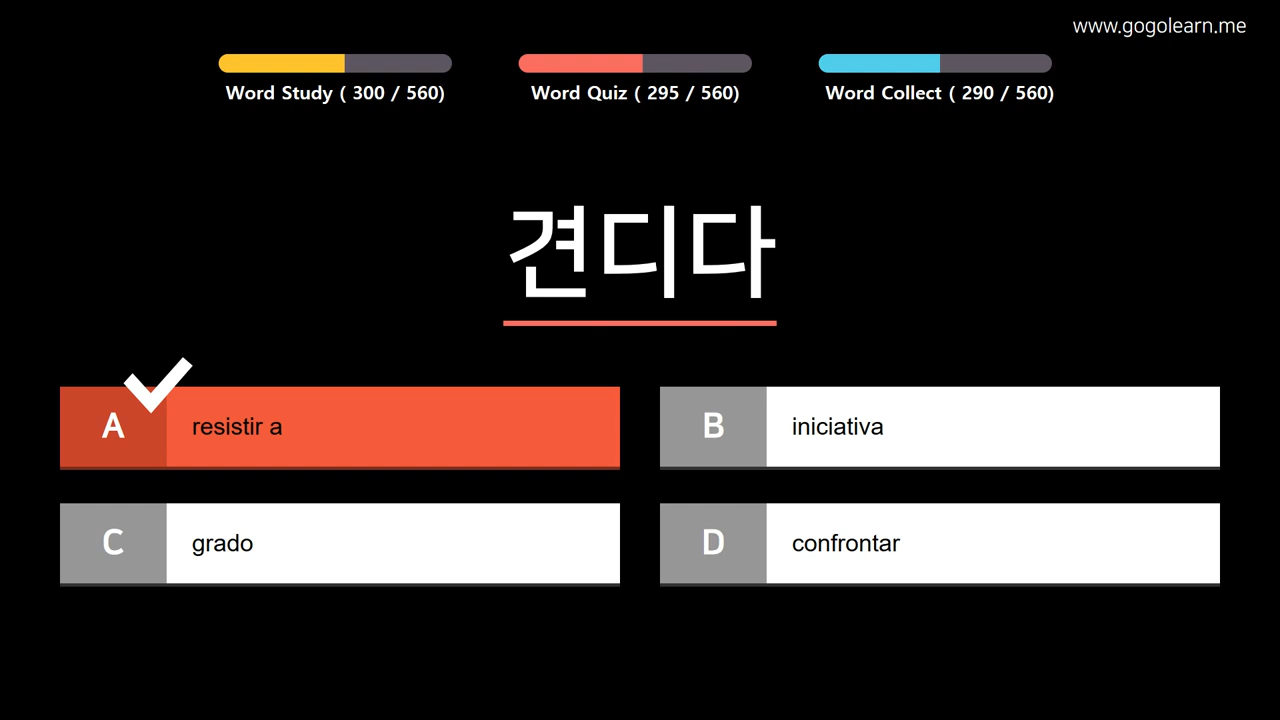 www.gogolearn.me
Word Study ( 300 / 560)
Word Quiz ( 295 / 560)
Word Collect ( 290 / 560)
견디다
A resistir a
B iniciativa
C grado
D confrontar